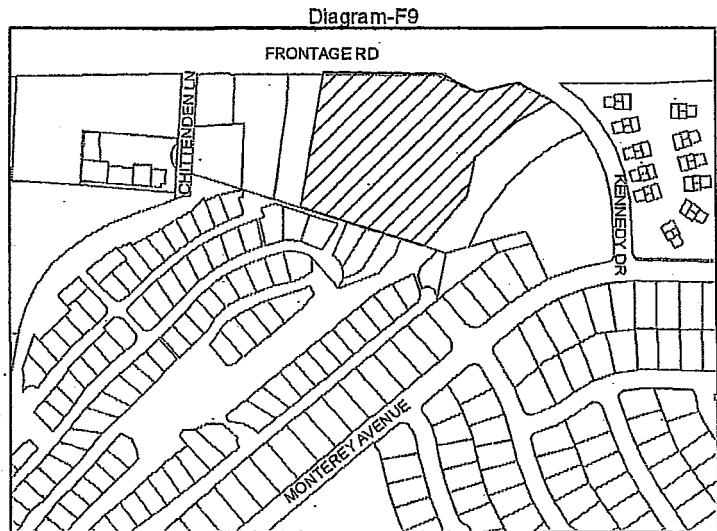 Diagram-F9
FRONTAGE RD
CHITTENDEN LN
KENNEDY DR
MONTEREY AVENUE